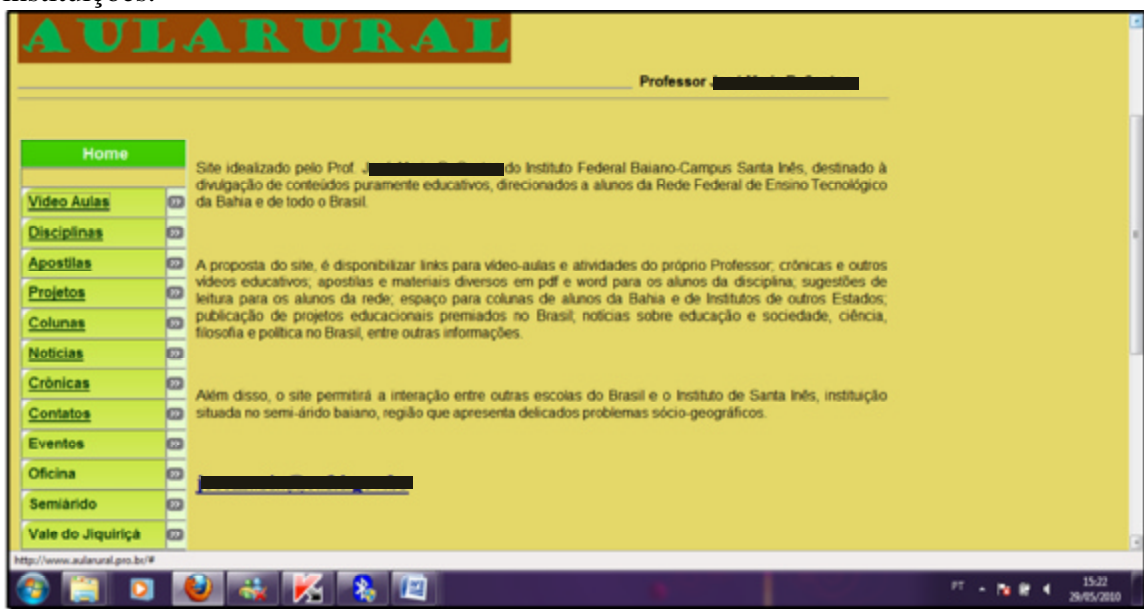 instituições.
AULARURAL
Professor
Home
Site idealizado pelo Prof. do Instituto Federal Baiano-Campus Santa Inês, destinado à
divulgação de conteúdos puramente educativos, direcionados a alunos da Rede Federal de Ensino Tecnológico
da Bahia e de todo o Brasil.
Vídeo Aulas
Disciplinas
Apostilas
Projetos
Colunas
Notícias
Crônicas
Contatos
Eventos
Oficina
Semiárido
Vale do Jiquiriçá
A proposta do site, é disponibilizar links para vídeo-aulas e atividades do próprio Professor; crônicas e outros
vídeos educativos; apostilas e materiais diversos em pdf e word para os alunos da disciplina; sugestões de
leitura para os alunos da rede; espaço para colunas de alunos da Bahia e de Institutos de outros Estados;
publicação de projetos educacionais premiados no Brasil; notícias sobre educação e sociedade, ciência,
filosofia e política no Brasil, entre outras informações.
Além disso, o site permitirá a interação entre outras escolas do Brasil e o Instituto de Santa Inês, instituição
situada no semi-árido baiano, região que apresenta delicados problemas sócio-geográficos.
http://www.aularural.pro.br/#
PT
15:22
29/05/2010